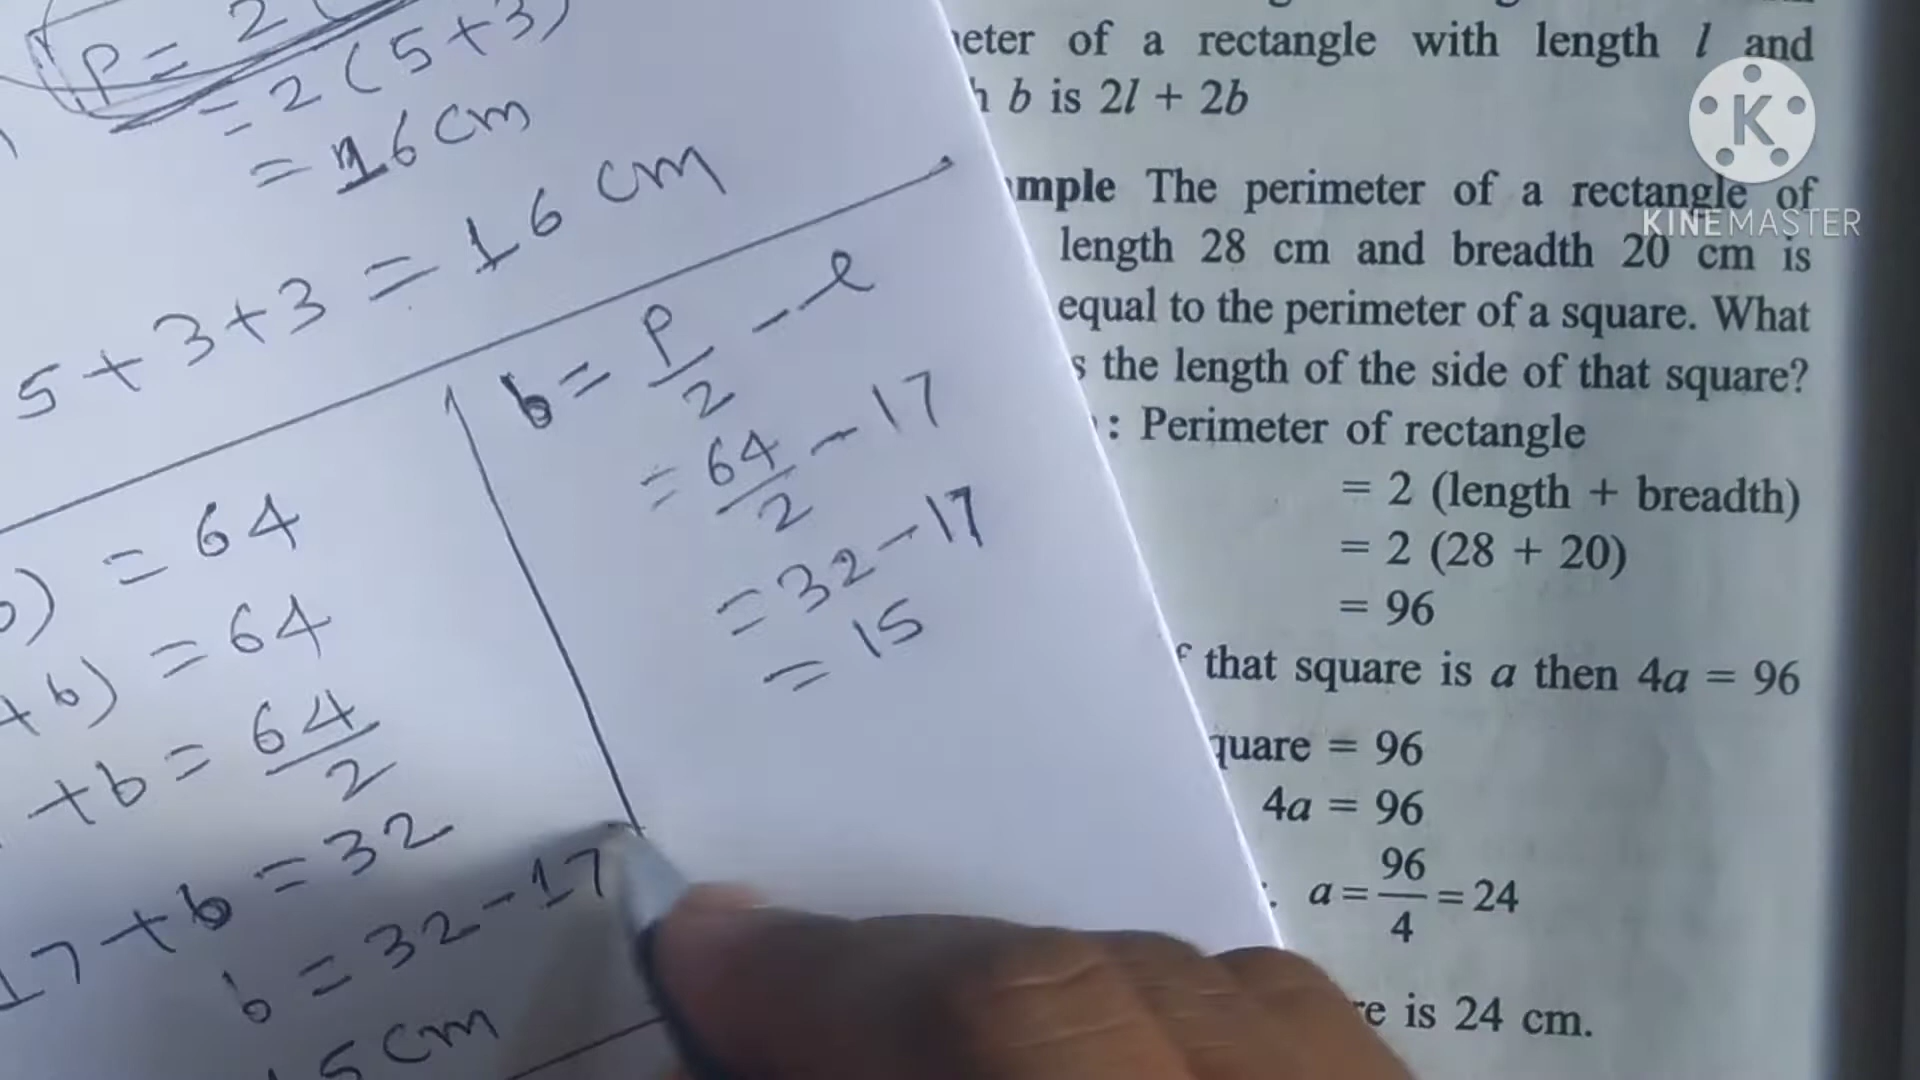 P = 2
= 2 (5+3)
= 16 cm
5+3+3 = 16 cm
) = 64
+ b) = 64
+ b = 64/2
17 + b = 32
b = 32 - 17
15 cm
b = P/2 - l
= 64/2 - 17
= 32 - 17
= 15
of a rectangle with length l and
b is 2l + 2b
The perimeter of a rectangle of
length 28 cm and breadth 20 cm is
equal to the perimeter of a square. What
the length of the side of that square?
: Perimeter of rectangle
= 2 (length + breadth)
= 2 (28 + 20)
= 96
that square is a then 4a = 96
= 96
4a = 96
a = 96/4 = 24
is 24 cm.
K
KINEMASTER